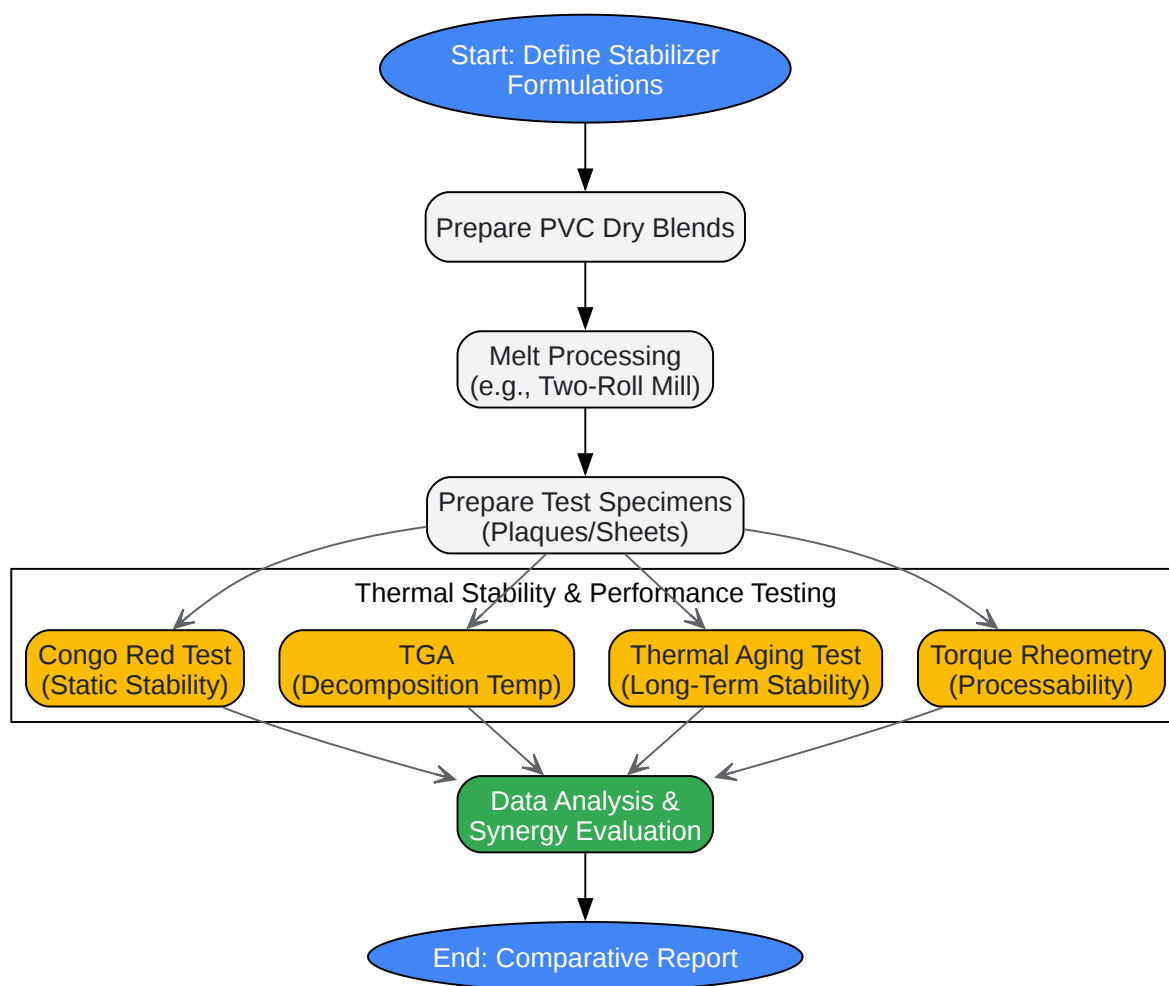 Start: Define Stabilizer
Formulations
Prepare PVC Dry Blends
Melt Processing
(e.g., Two-Roll Mill)
Prepare Test Specimens
(Plaques/Sheets)
Thermal Stability & Performance Testing
Congo Red Test
(Static Stability)
TGA
(Decomposition Temp)
Thermal Aging Test
(Long-Term Stability)
Torque Rheometry
(Processability)
Data Analysis &
Synergy Evaluation
End: Comparative Report